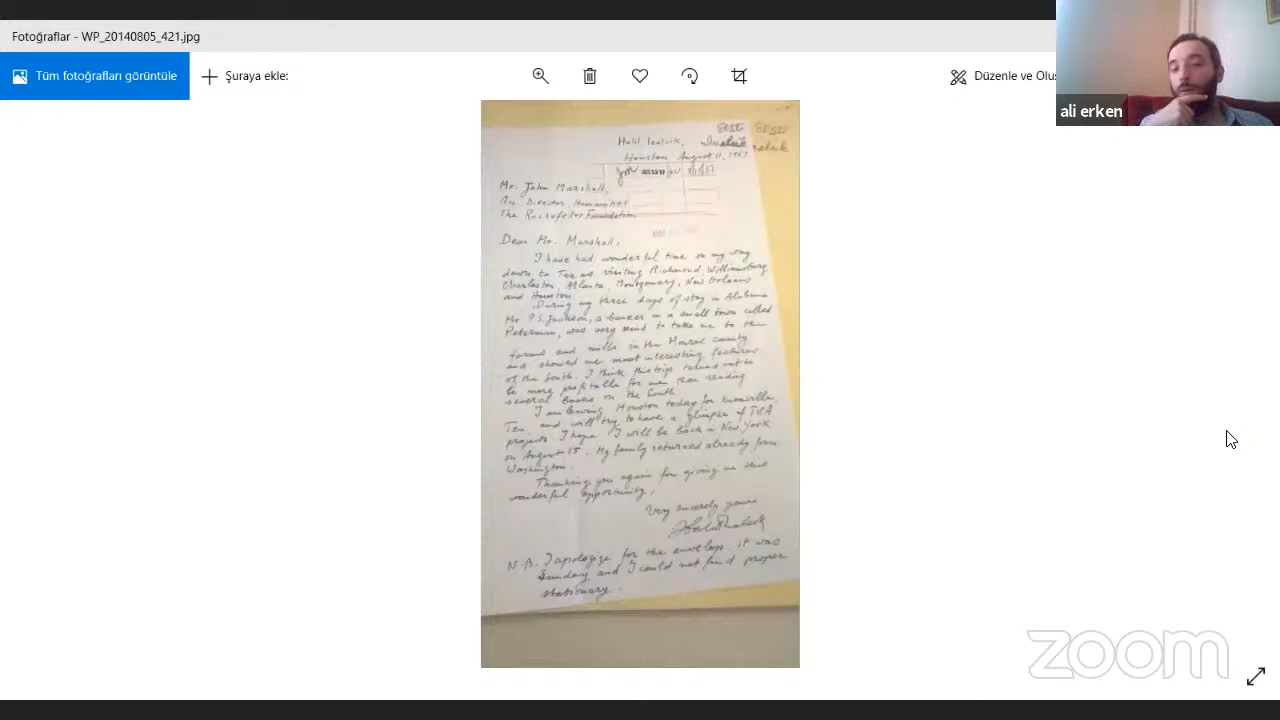 Fotoğraflar - WP_20140805_421.jpg
Tüm fotoğrafları görüntüle
Şuraya ekle:
Düzenle ve Olu
ali erken
Halil Inalcik,
Houston August 11, 1957
Mr. John Marshall,
Director Humanities
The Rockefeller Foundation
Dear Mr. Marshall,
I have had wonderful time on my way
down to Texas visiting Richmond, Williamsburg
Charleston, Atlanta, Montgomery, New Orleans
and Houston
During my three days of stay in Alabama
Mr P.S. Jackson, a banker in a small town called
Peterman, was very kind to take me to the
farms and mills in the Monroe county
and showed me most interesting features
of the South. I think this trip turned out to
be more profitable for me than reading
several books on the South
I am leaving Houston today for Knoxville,
Ten and will try to have a glimpse of TVA
projects. I hope I will be back in New York
on August 15. My family returned already from
Washington.
Thanking you again for giving me this
wonderful opportunity,
Very sincerely yours
N.B. I apologize for the envelop, it was
Sunday and I could not find proper
stationary.
zoom